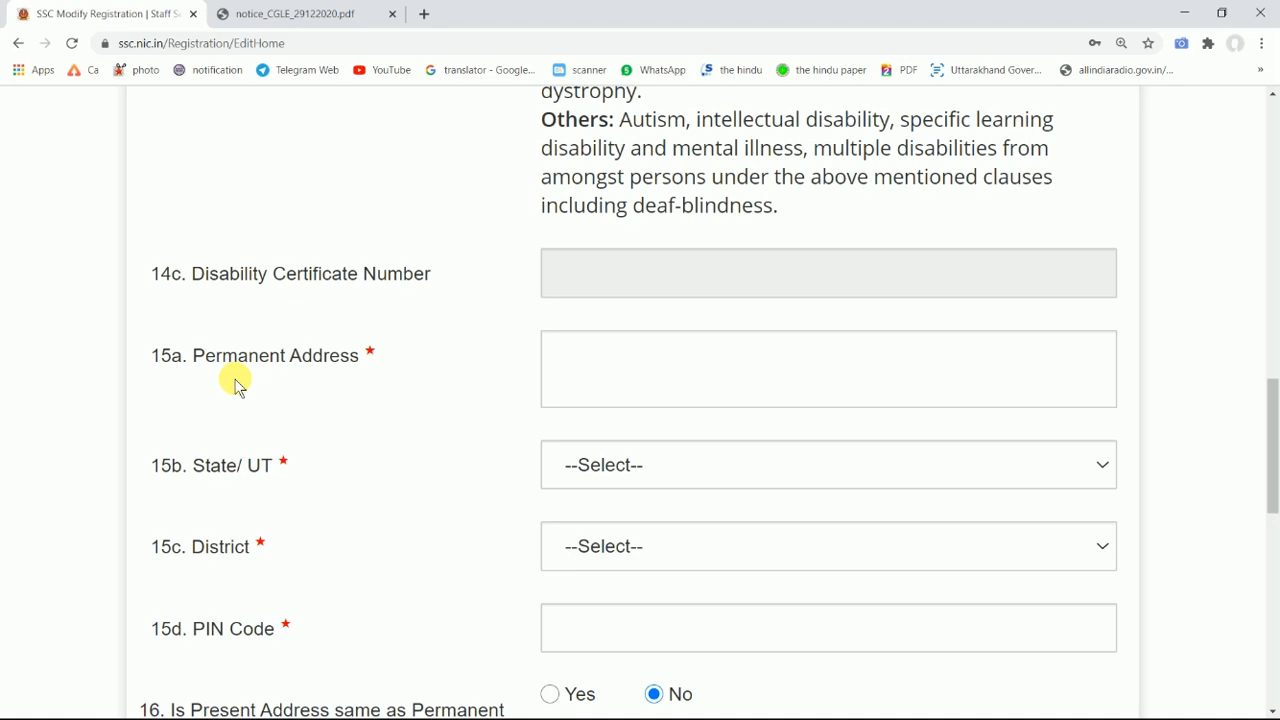 SSC Modify Registration | Staff S
notice_CGLE_29122020.pdf
ssc.nic.in/Registration/EditHome
Apps
Ca
photo
notification
Telegram Web
YouTube
translator - Google...
scanner
WhatsApp
the hindu
the hindu paper
PDF
Uttarakhand Gover...
allindiaradio.gov.in/...
»
dystrophy.
Others: Autism, intellectual disability, specific learning
disability and mental illness, multiple disabilities from
amongst persons under the above mentioned clauses
including deaf-blindness.
14c. Disability Certificate Number
15a. Permanent Address *
15b. State/ UT *
--Select--
15c. District *
--Select--
15d. PIN Code *
Yes No
16. Is Present Address same as Permanent